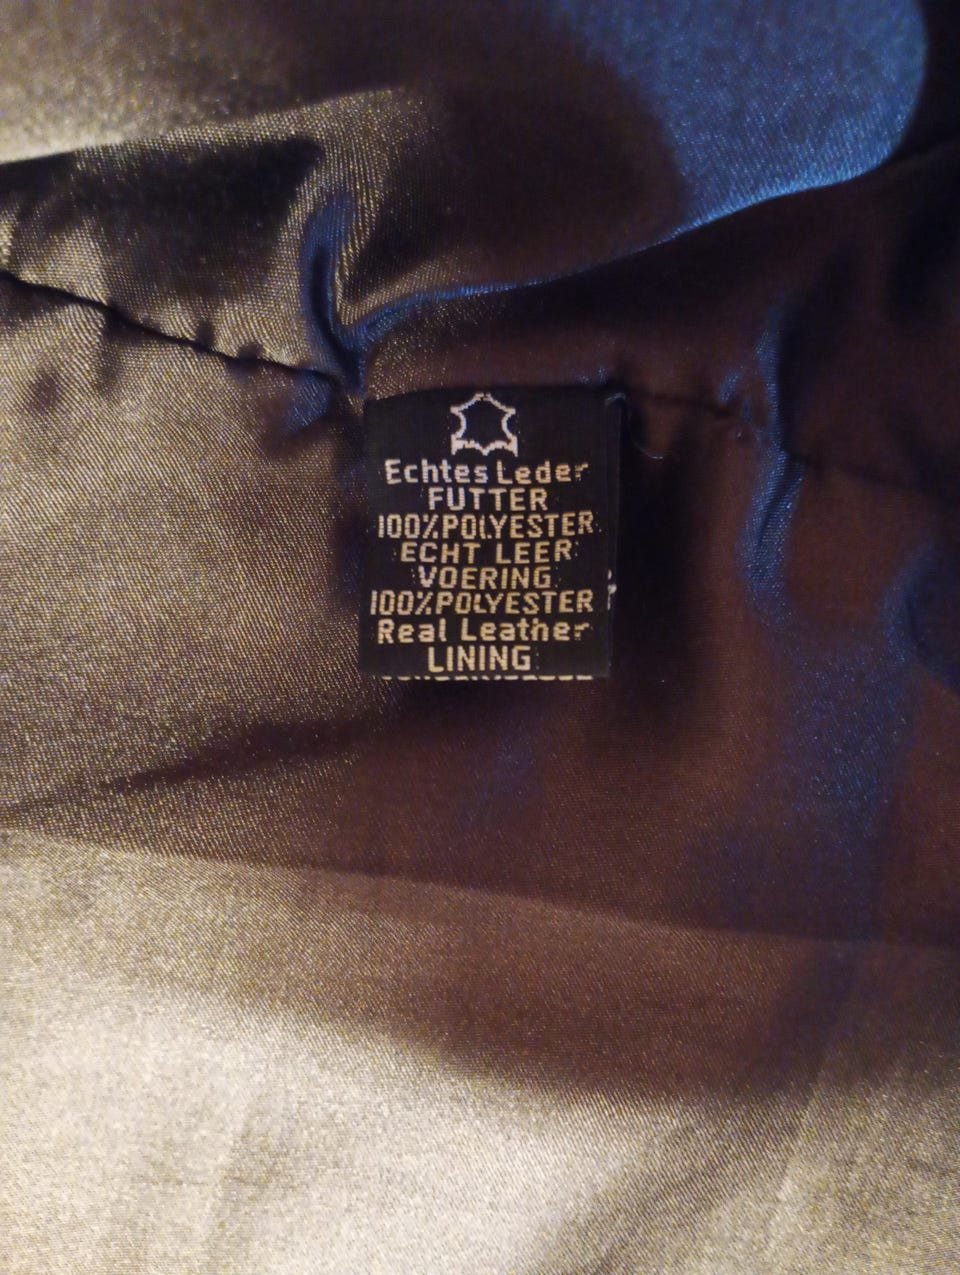 Echtes Leder
FUTTER
100%POLYESTER
ECHT LEER
VOERING
100%POLYESTER
Real Leather
LINING